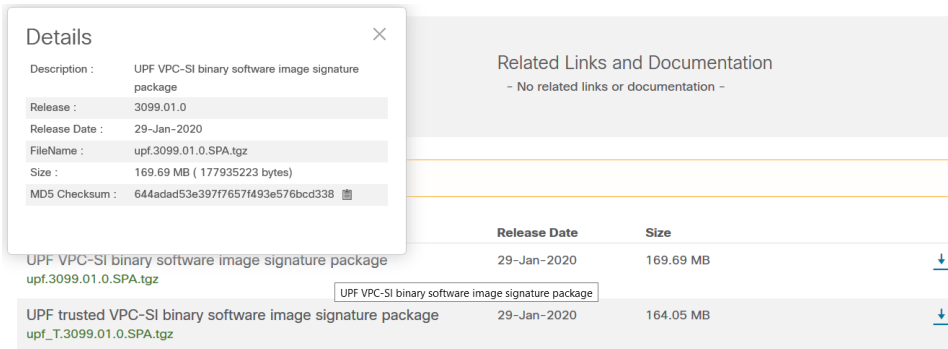 Details
Description : UPF VPC-SI binary software image signature
package
Release : 3099.01.0
Release Date : 29-Jan-2020
FileName : upf.3099.01.0.SPA.tgz
Size : 169.69 MB ( 177935223 bytes)
MD5 Checksum : 644adad53e397f7657f493e576bcd338
Related Links and Documentation
- No related links or documentation -
Release Date Size
UPF VPC-SI binary software image signature package 29-Jan-2020 169.69 MB
upf.3099.01.0.SPA.tgz
UPF VPC-SI binary software image signature package
UPF trusted VPC-SI binary software image signature package 29-Jan-2020 164.05 MB
upf_T.3099.01.0.SPA.tgz